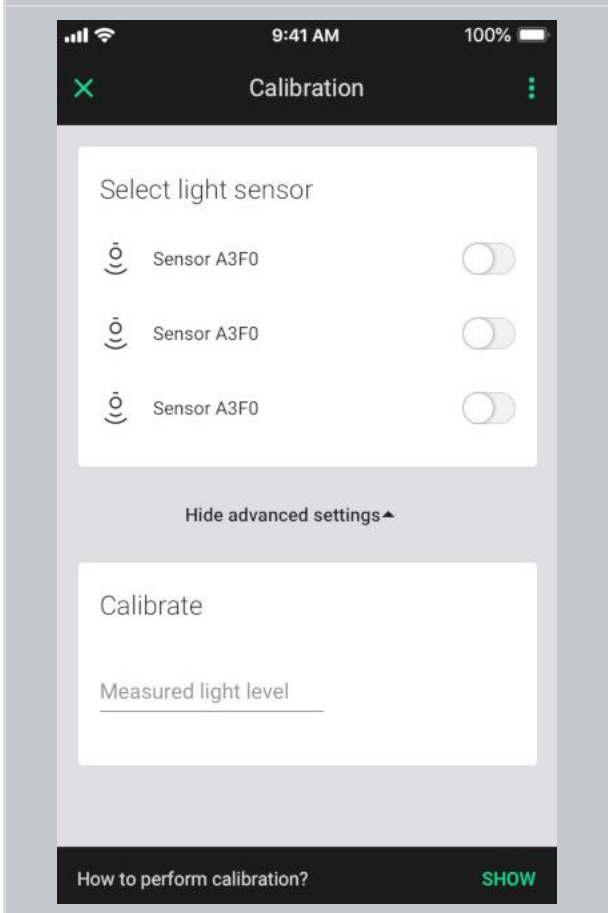 9:41 AM 100%
Calibration
Select light sensor
Sensor A3F0
Sensor A3F0
Sensor A3F0
Hide advanced settings
Calibrate
Measured light level
How to perform calibration? SHOW